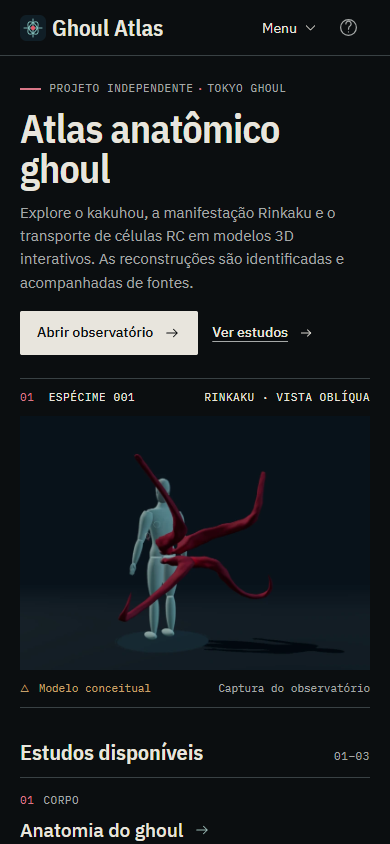 Ghoul Atlas
Menu
PROJETO INDEPENDENTE · TOKYO GHOUL
Atlas anatômico
ghoul
Explore o kakuhou, a manifestação Rinkaku e o
transporte de células RC em modelos 3D
interativos. As reconstruções são identificadas e
acompanhadas de fontes.
Abrir observatório → Ver estudos →
01 ESPÉCIME 001 RINKAKU · VISTA OBLÍQUA
△ Modelo conceitual Captura do observatório
Estudos disponíveis 01–03
01 CORPO
Anatomia do ghoul →